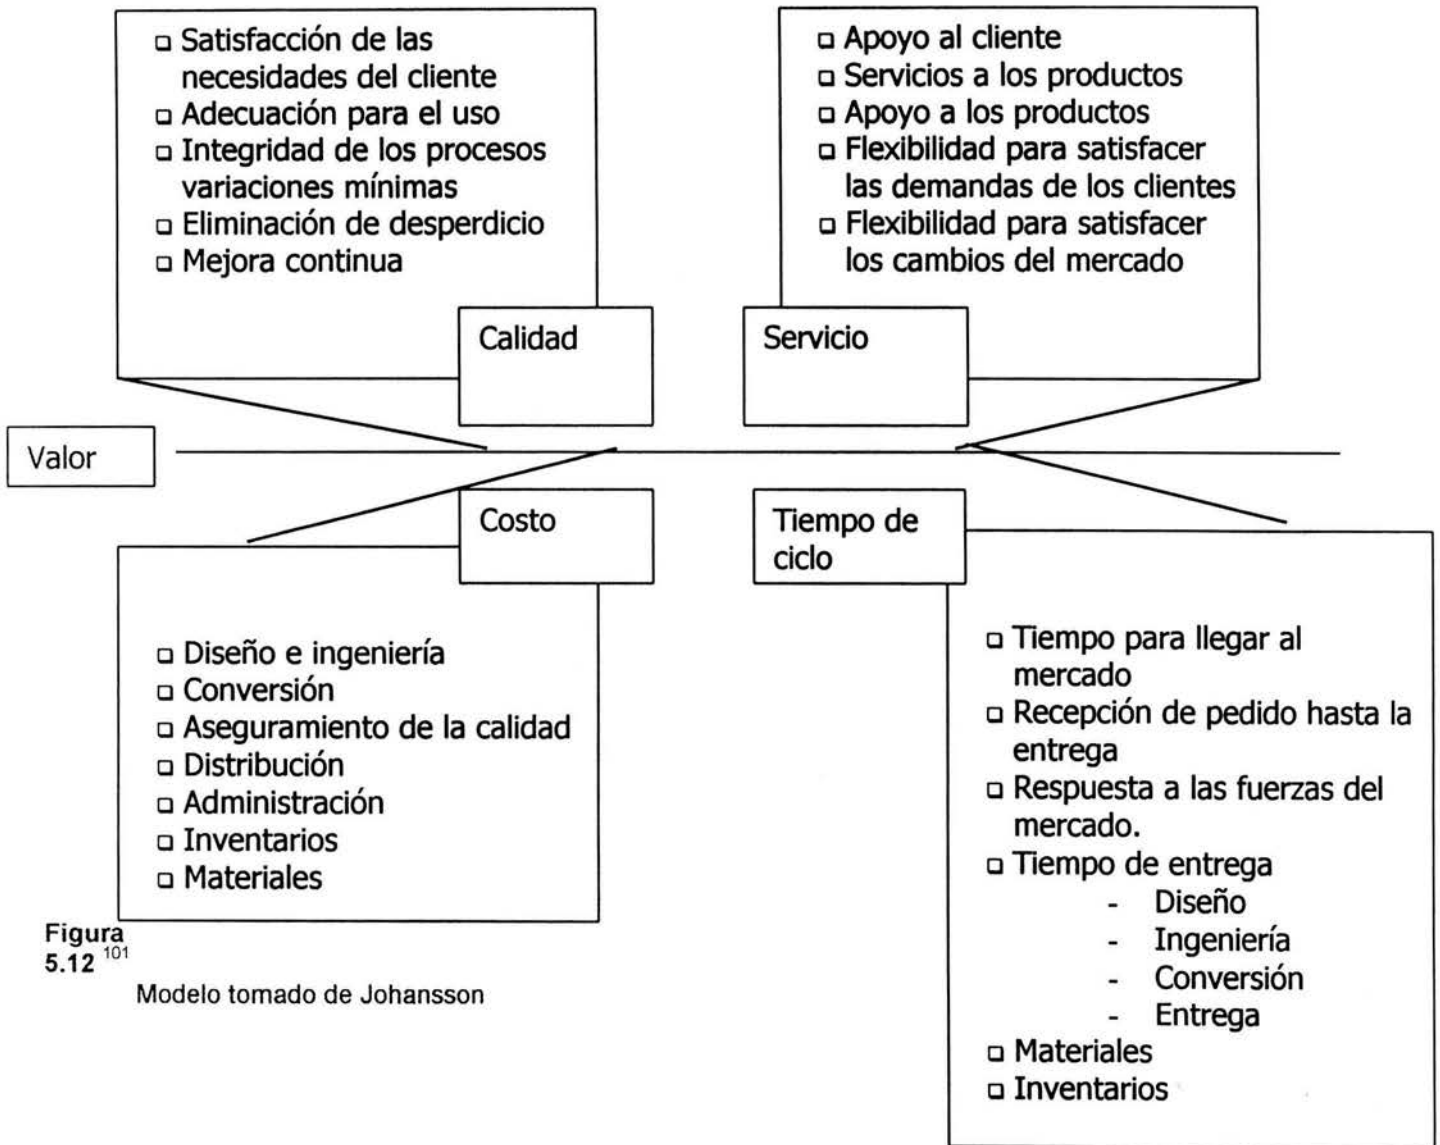 □ Satisfacción de las
necesidades del cliente
□ Adecuación para el uso
□ Integridad de los procesos
variaciones mínimas
□ Eliminación de desperdicio
□ Mejora continua
Calidad
□ Apoyo al cliente
□ Servicios a los productos
□ Apoyo a los productos
□ Flexibilidad para satisfacer
las demandas de los clientes
□ Flexibilidad para satisfacer
los cambios del mercado
Servicio
Valor
Costo
□ Diseño e ingeniería
□ Conversión
□ Aseguramiento de la calidad
□ Distribución
□ Administración
□ Inventarios
□ Materiales
Tiempo de
ciclo
□ Tiempo para llegar al
mercado
□ Recepción de pedido hasta la
entrega
□ Respuesta a las fuerzas del
mercado.
□ Tiempo de entrega
- Diseño
- Ingeniería
- Conversión
- Entrega
□ Materiales
□ Inventarios
Figura
5.12 101
Modelo tomado de Johansson